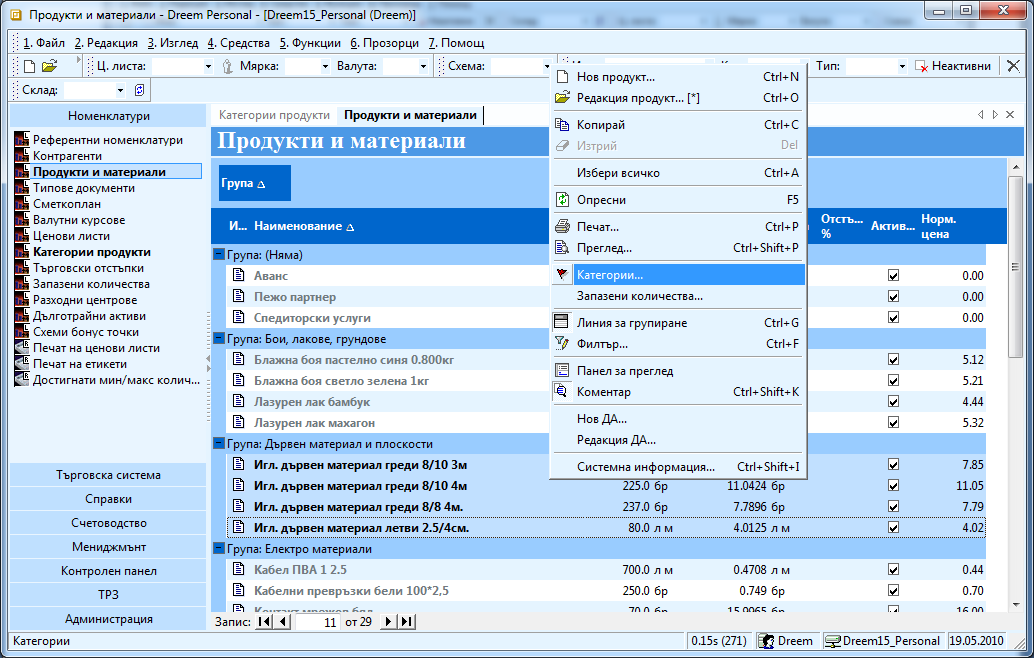 Продукти и материали - Dreem Personal - [Dreem15_Personal (Dreem)]
1. Файл 2. Редакция 3. Изглед 4. Средства 5. Функции 6. Прозорци 7. Помощ
Ц. листа: Мярка: Валута: Схема: Тип: Неактивни
Склад:
Номенклатури
Референтни номенклатури
Контрагенти
Продукти и материали
Типове документи
Сметкоплан
Валутни курсове
Ценови листи
Категории продукти
Търговски отстъпки
Запазени количества
Разходни центрове
Дълготрайни активи
Схеми бонус точки
Печат на ценови листи
Печат на етикети
Достигнати мин/макс колич...
Търговска система
Справки
Счетоводство
Мениджмънт
Контролен панел
ТРЗ
Администрация
Категории продукти Продукти и материали
Продукти и материали
Група
И... Наименование Отстъ... % Актив... Норм. цена
Група: (Няма)
Аванс 0.00
Пежо партнер 0.00
Спедиторски услуги 0.00
Група: Бои, лакове, грундове
Блажна боя пастелно синя 0.800кг 5.12
Блажна боя светло зелена 1кг 5.21
Лазурен лак бамбук 4.44
Лазурен лак махагон 5.32
Група: Дървен материал и плоскости
Игл. дървен материал греди 8/10 3м 7.85
Игл. дървен материал греди 8/10 4м 225.0 бр 11.0424 бр 11.05
Игл. дървен материал греди 8/8 4м. 237.0 бр 7.7896 бр 7.79
Игл. дървен материал летви 2.5/4см. 80.0 л м 4.0125 л м 4.02
Група: Електро материали
Кабел ПВА 1 2.5 700.0 л м 0.4708 л м 0.44
Кабелни превръзки бели 100*2,5 250.0 бр 0.749 бр 0.70
Контакт мрежов бял 70.0 бр 15.9965 бр 16.00
Запис: 11 от 29
Нов продукт... Ctrl+N
Редакция продукт... [*] Ctrl+O
Копирай Ctrl+C
Изтрий Del
Избери всичко Ctrl+A
Опресни F5
Печат... Ctrl+P
Преглед... Ctrl+Shift+P
Категории...
Запазени количества...
Линия за групиране Ctrl+G
Филтър... Ctrl+F
Панел за преглед
Коментар Ctrl+Shift+K
Нов ДА...
Редакция ДА...
Системна информация... Ctrl+Shift+I
Категории 0.15s (271) Dreem Dreem15_Personal 19.05.2010